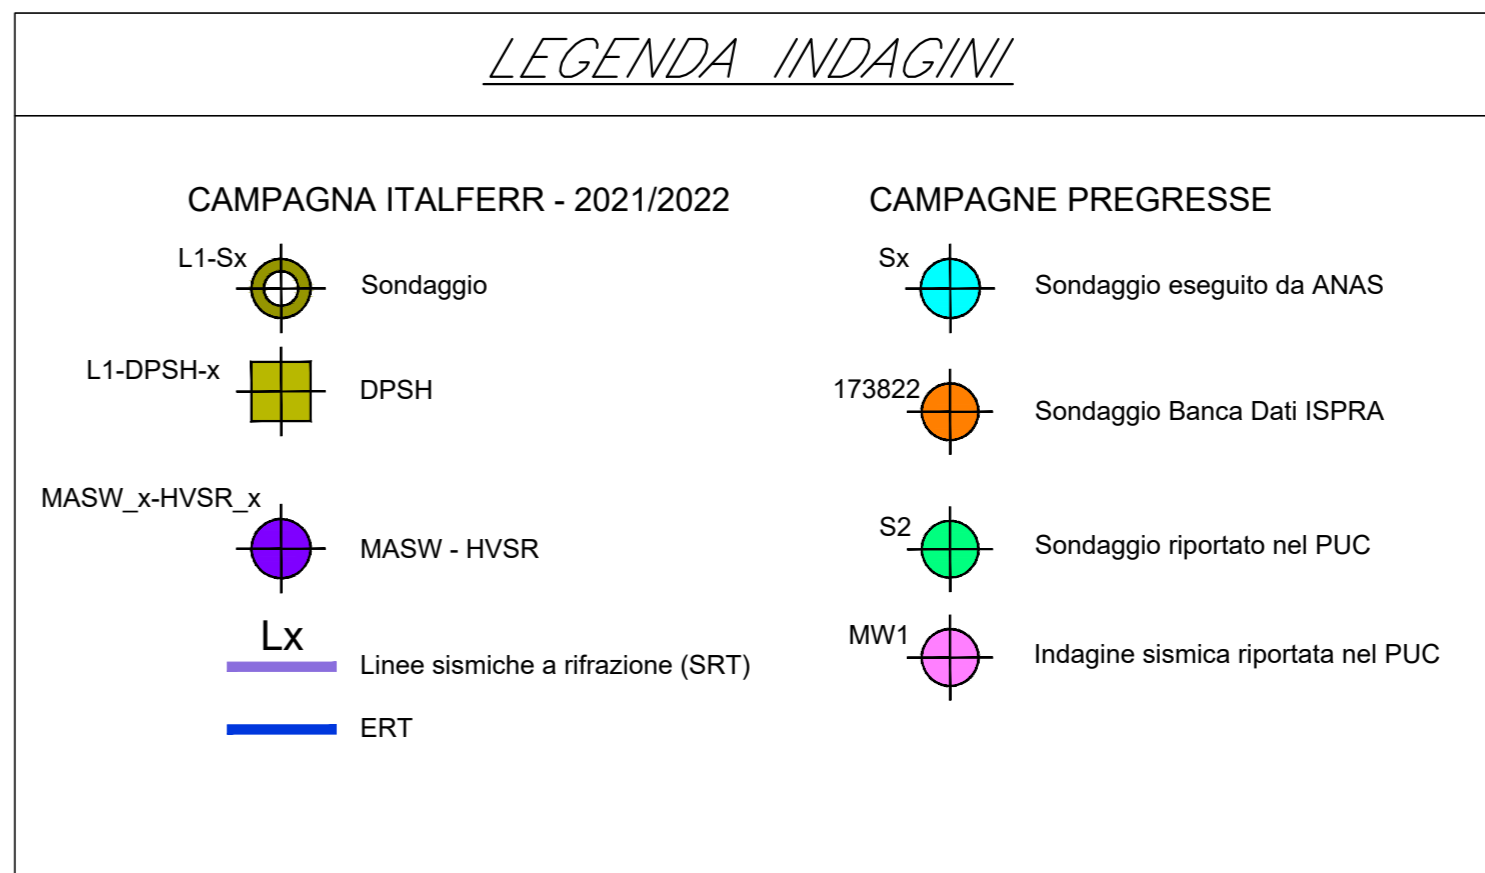 LEGENDA INDAGINI
CAMPAGNA ITALFERR - 2021/2022
L1-Sx
Sondaggio
L1-DPSH-x
DPSH
MASW_x-HVSR_x
MASW - HVSR
Lx
Linee sismiche a rifrazione (SRT)
ERT
CAMPAGNE PREGRESSE
Sx
Sondaggio eseguito da ANAS
173822
Sondaggio Banca Dati ISPRA
S2
Sondaggio riportato nel PUC
MW1
Indagine sismica riportata nel PUC